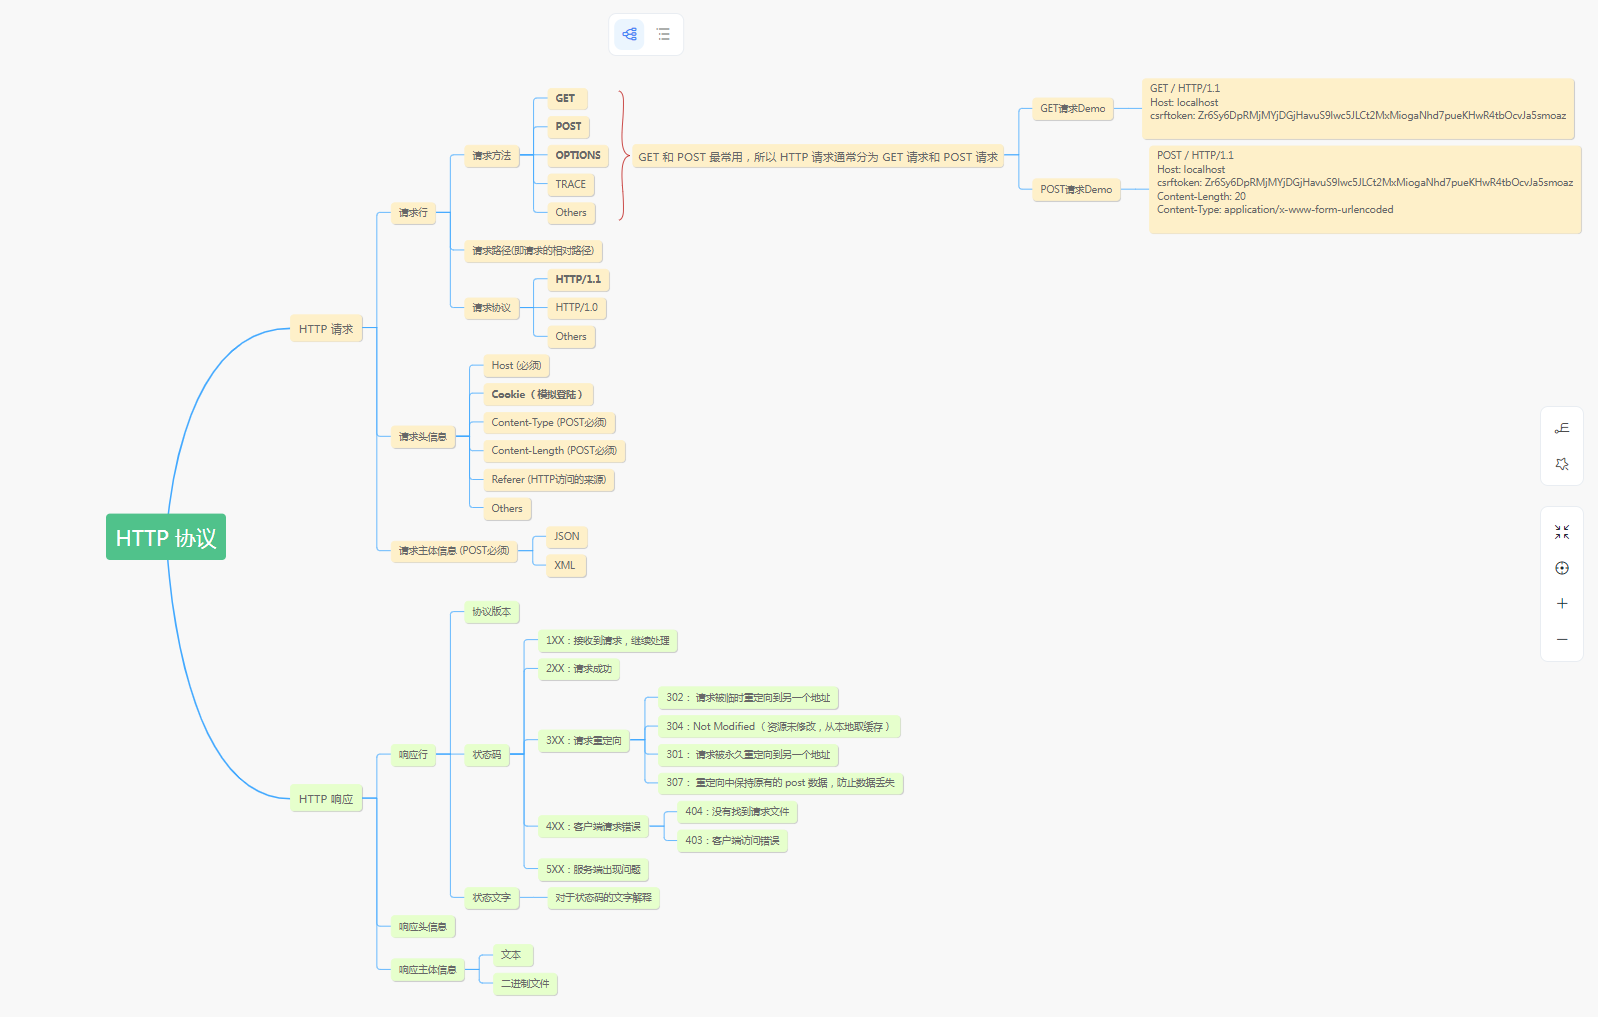 HTTP 协议
HTTP 请求
请求行
请求方法
GET
POST
OPTIONS
TRACE
Others
GET 和 POST 最常用，所以 HTTP 请求通常分为 GET 请求和 POST 请求
GET请求Demo
GET / HTTP/1.1
Host: localhost
csrftoken: Zr6Sy6DpRMjMYjDGjHavuS9lwc5JLCt2MxMiogaNhd7pueKHwR4tbOcvJa5smoaz
POST请求Demo
POST / HTTP/1.1
Host: localhost
csrftoken: Zr6Sy6DpRMjMYjDGjHavuS9lwc5JLCt2MxMiogaNhd7pueKHwR4tbOcvJa5smoaz
Content-Length: 20
Content-Type: application/x-www-form-urlencoded
请求路径(即请求的相对路径)
请求协议
HTTP/1.1
HTTP/1.0
Others
请求头信息
Host (必须)
Cookie（模拟登陆）
Content-Type (POST必须)
Content-Length (POST必须)
Referer (HTTP访问的来源)
Others
请求主体信息 (POST必须)
JSON
XML
HTTP 响应
响应行
协议版本
状态码
1XX：接收到请求，继续处理
2XX：请求成功
3XX：请求重定向
302： 请求被临时重定向到另一个地址
304：Not Modified（资源未修改，从本地取缓存）
301： 请求被永久重定向到另一个地址
307： 重定向中保持原有的 post 数据，防止数据丢失
4XX：客户端请求错误
404：没有找到请求文件
403：客户端访问错误
5XX：服务端出现问题
状态文字
对于状态码的文字解释
响应头信息
响应主体信息
文本
二进制文件